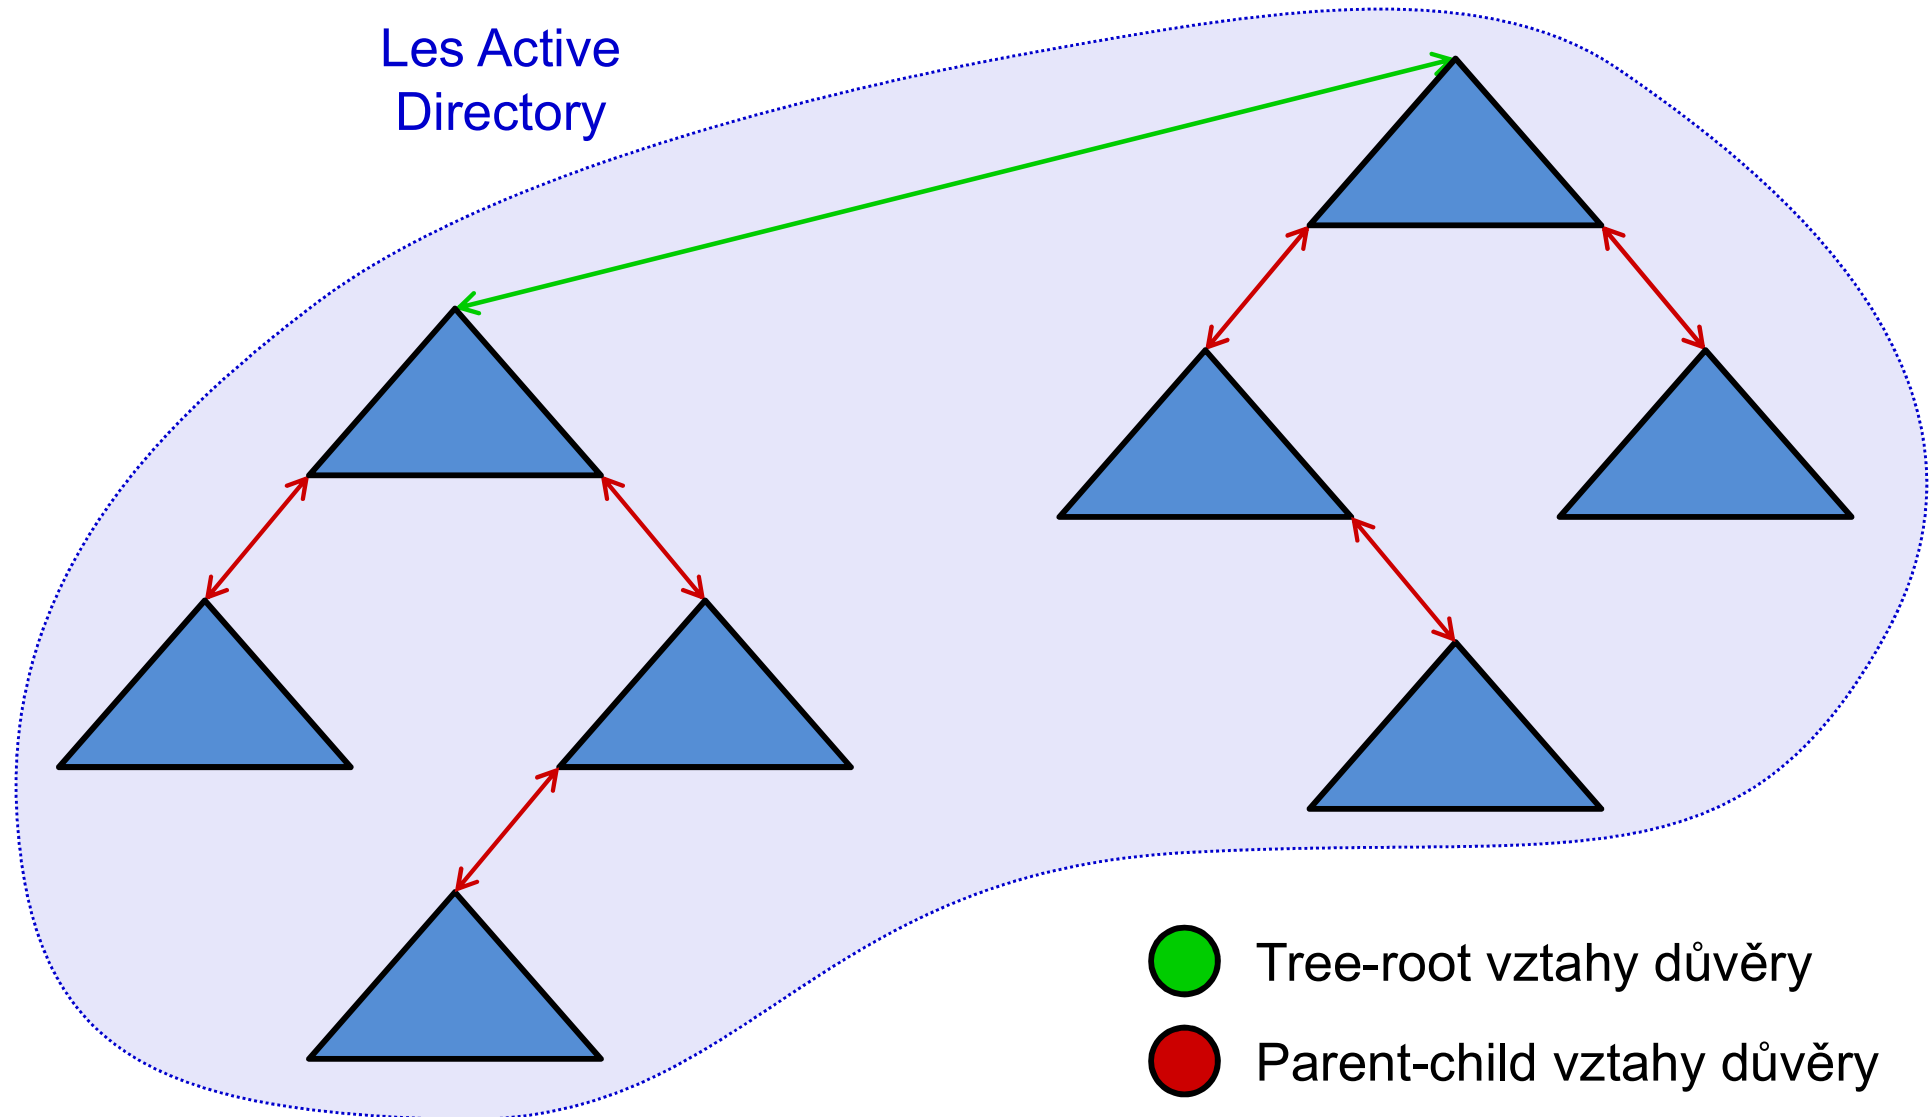 Les Active
Directory
Tree-root vztahy důvěry
Parent-child vztahy důvěry